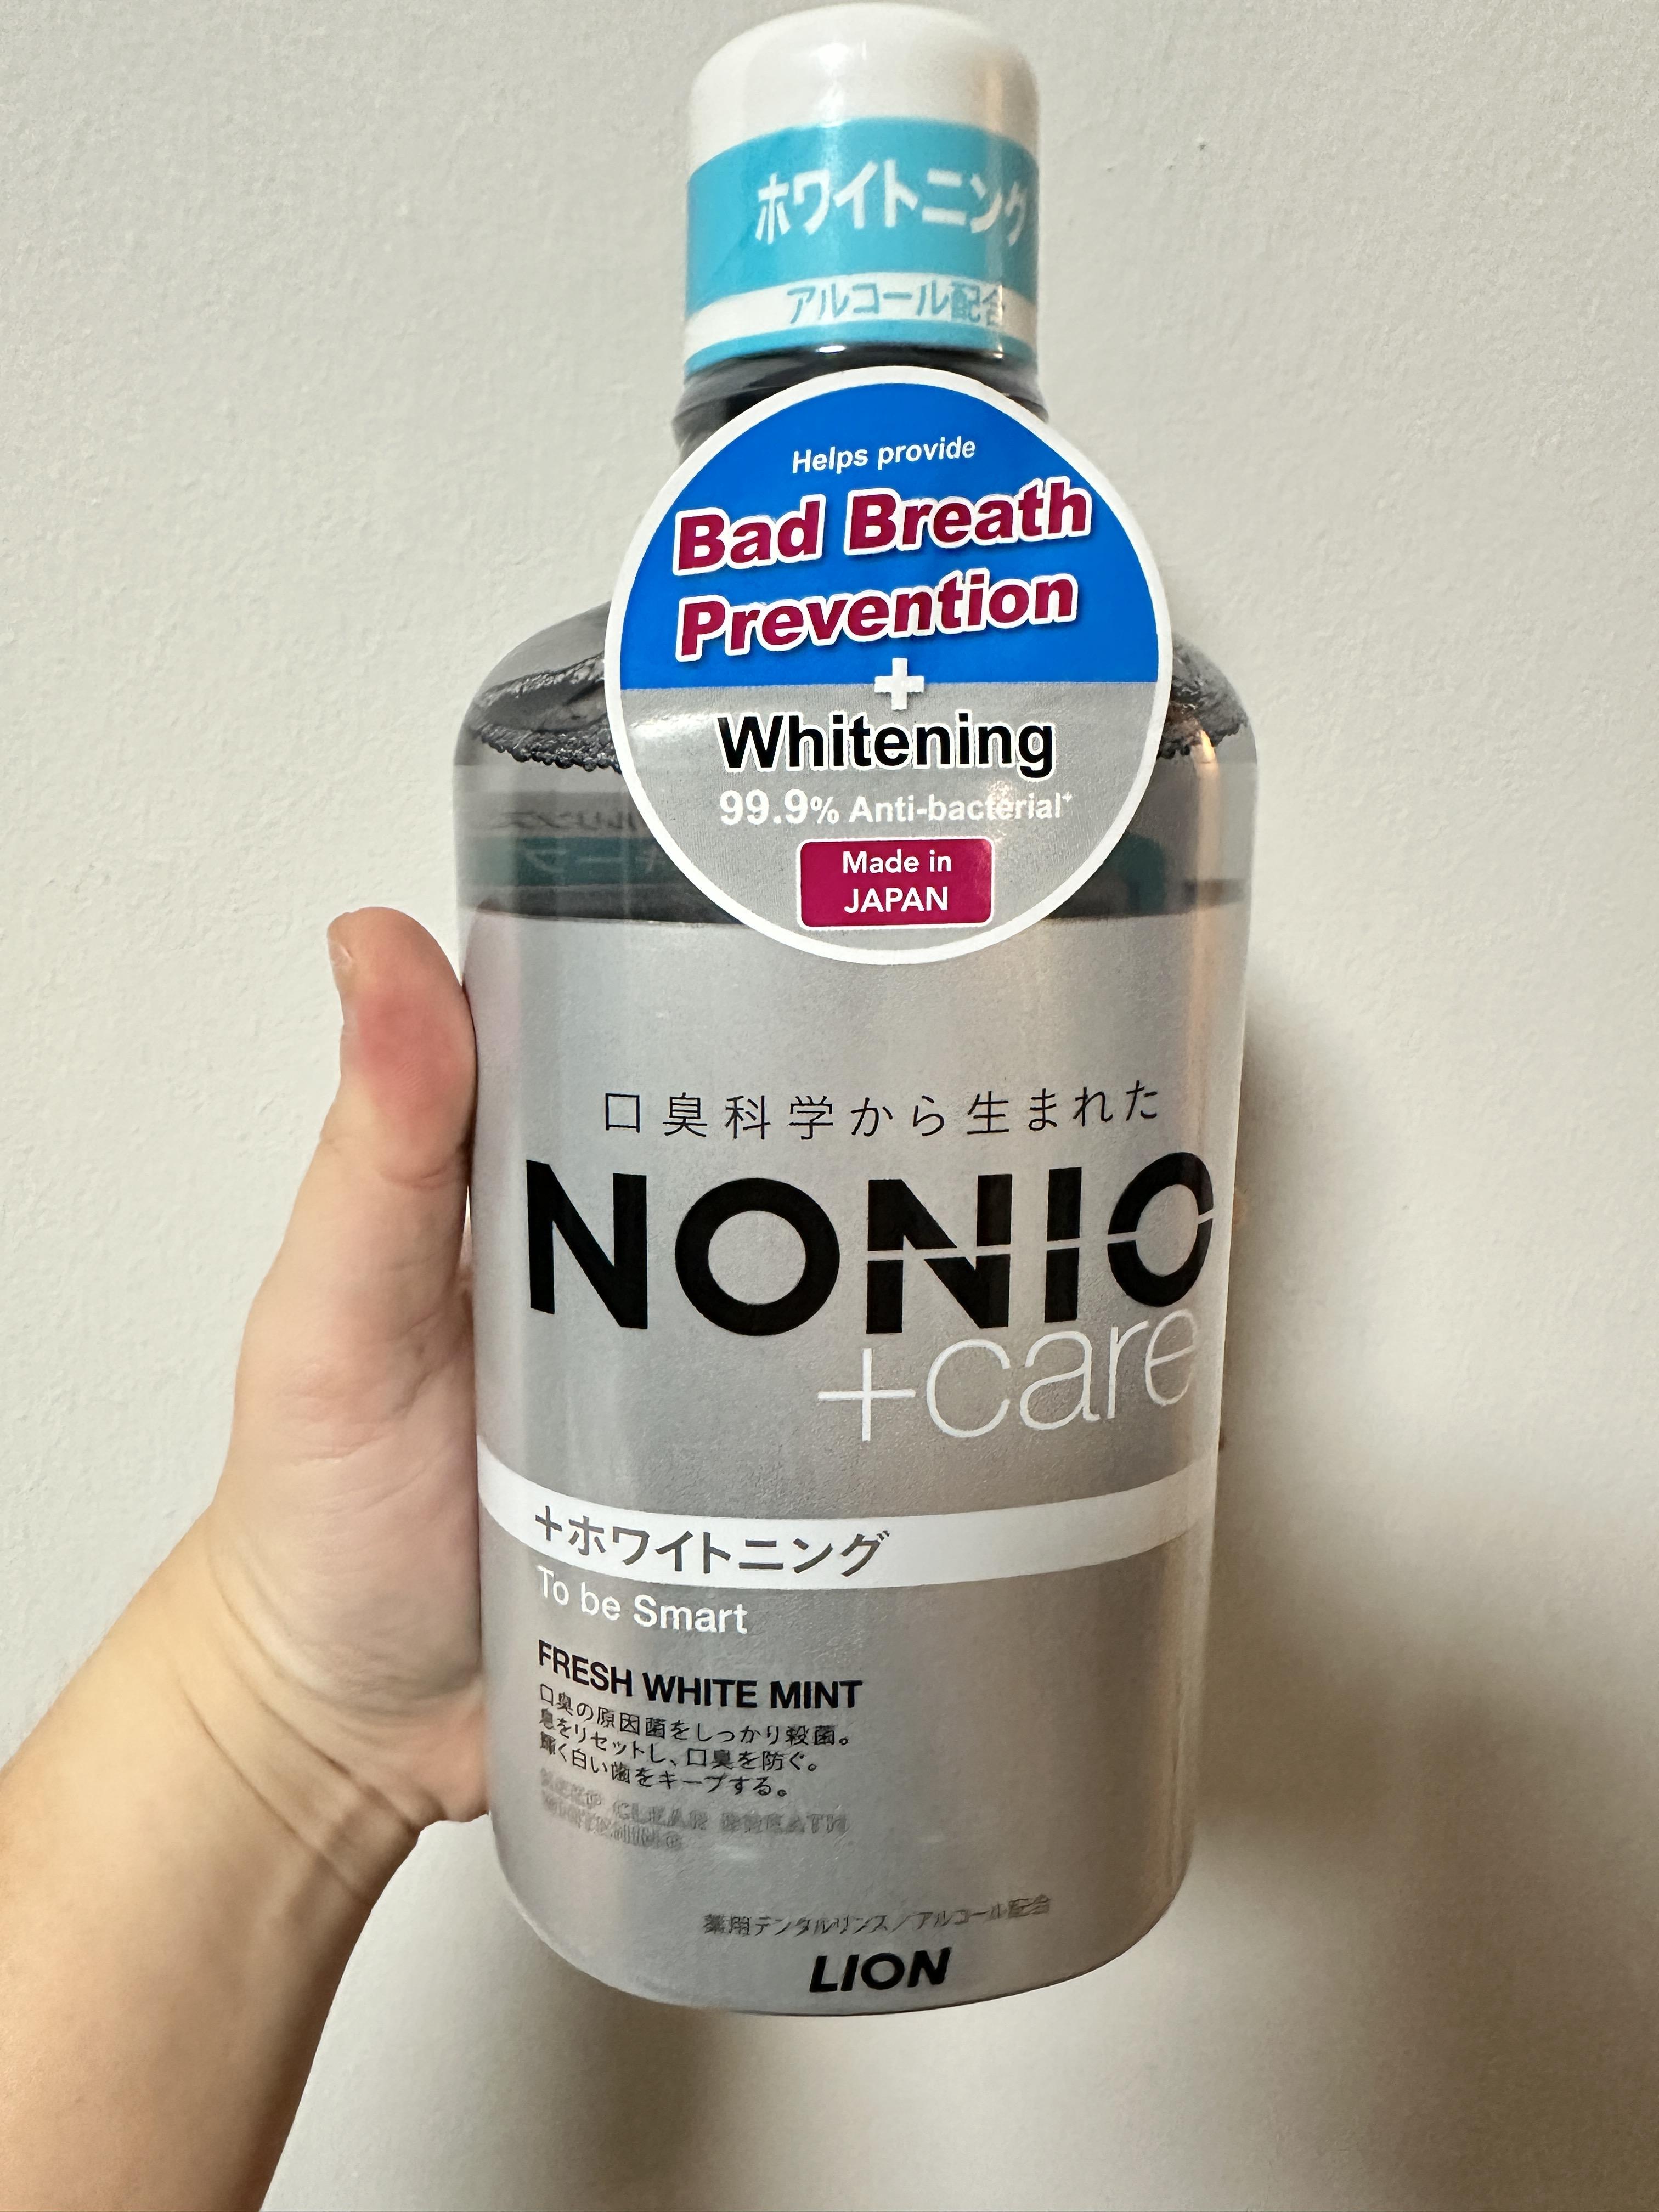 ホワイトニング
アルコール配合
Helps provide
Bad Breath
Prevention
+
Whitening
99.9% Anti-bacterial+
Made in
JAPAN
口臭科学から生まれた
NONIO
+care
+ホワイトニング
To be Smart
FRESH WHITE MINT
口臭の原因菌をしっかり殺菌。
息をリセットし、口臭を防ぐ。
輝く白い歯をキープする。
KEEP CLEAR BREATH
WHITENING
薬用デンタルリンス／アルコール配合
LION